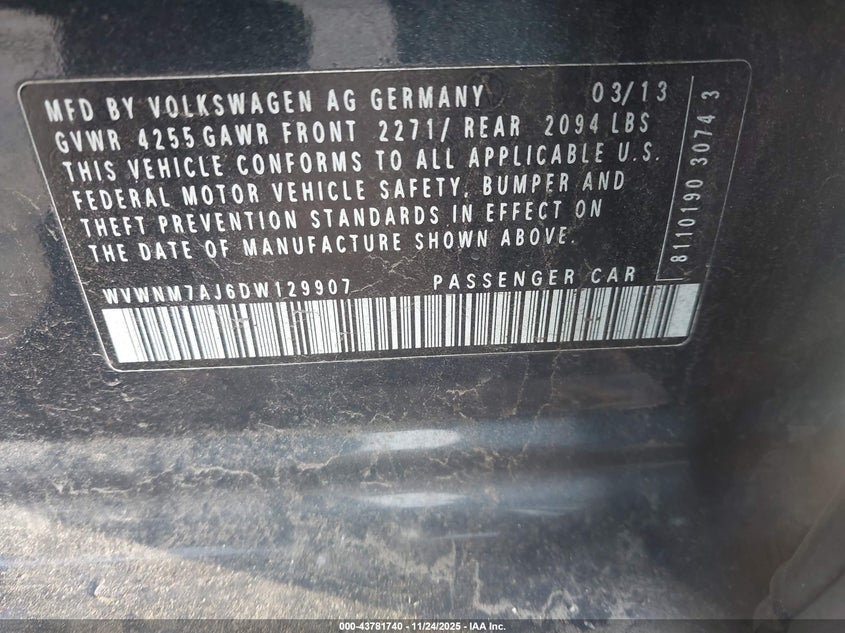 MFD BY VOLKSWAGEN AG GERMANY 03/13
GVWR 4255 GAWR FRONT 2271/ REAR 2094 LBS
THIS VEHICLE CONFORMS TO ALL APPLICABLE U.S.
FEDERAL MOTOR VEHICLE SAFETY, BUMPER AND
THEFT PREVENTION STANDARDS IN EFFECT ON
THE DATE OF MANUFACTURE SHOWN ABOVE.
WVWNM7AJ6DW129907 PASSENGER CAR
8110190 3074 3
000-43781740 - 11/24/2025 - IAA Inc.